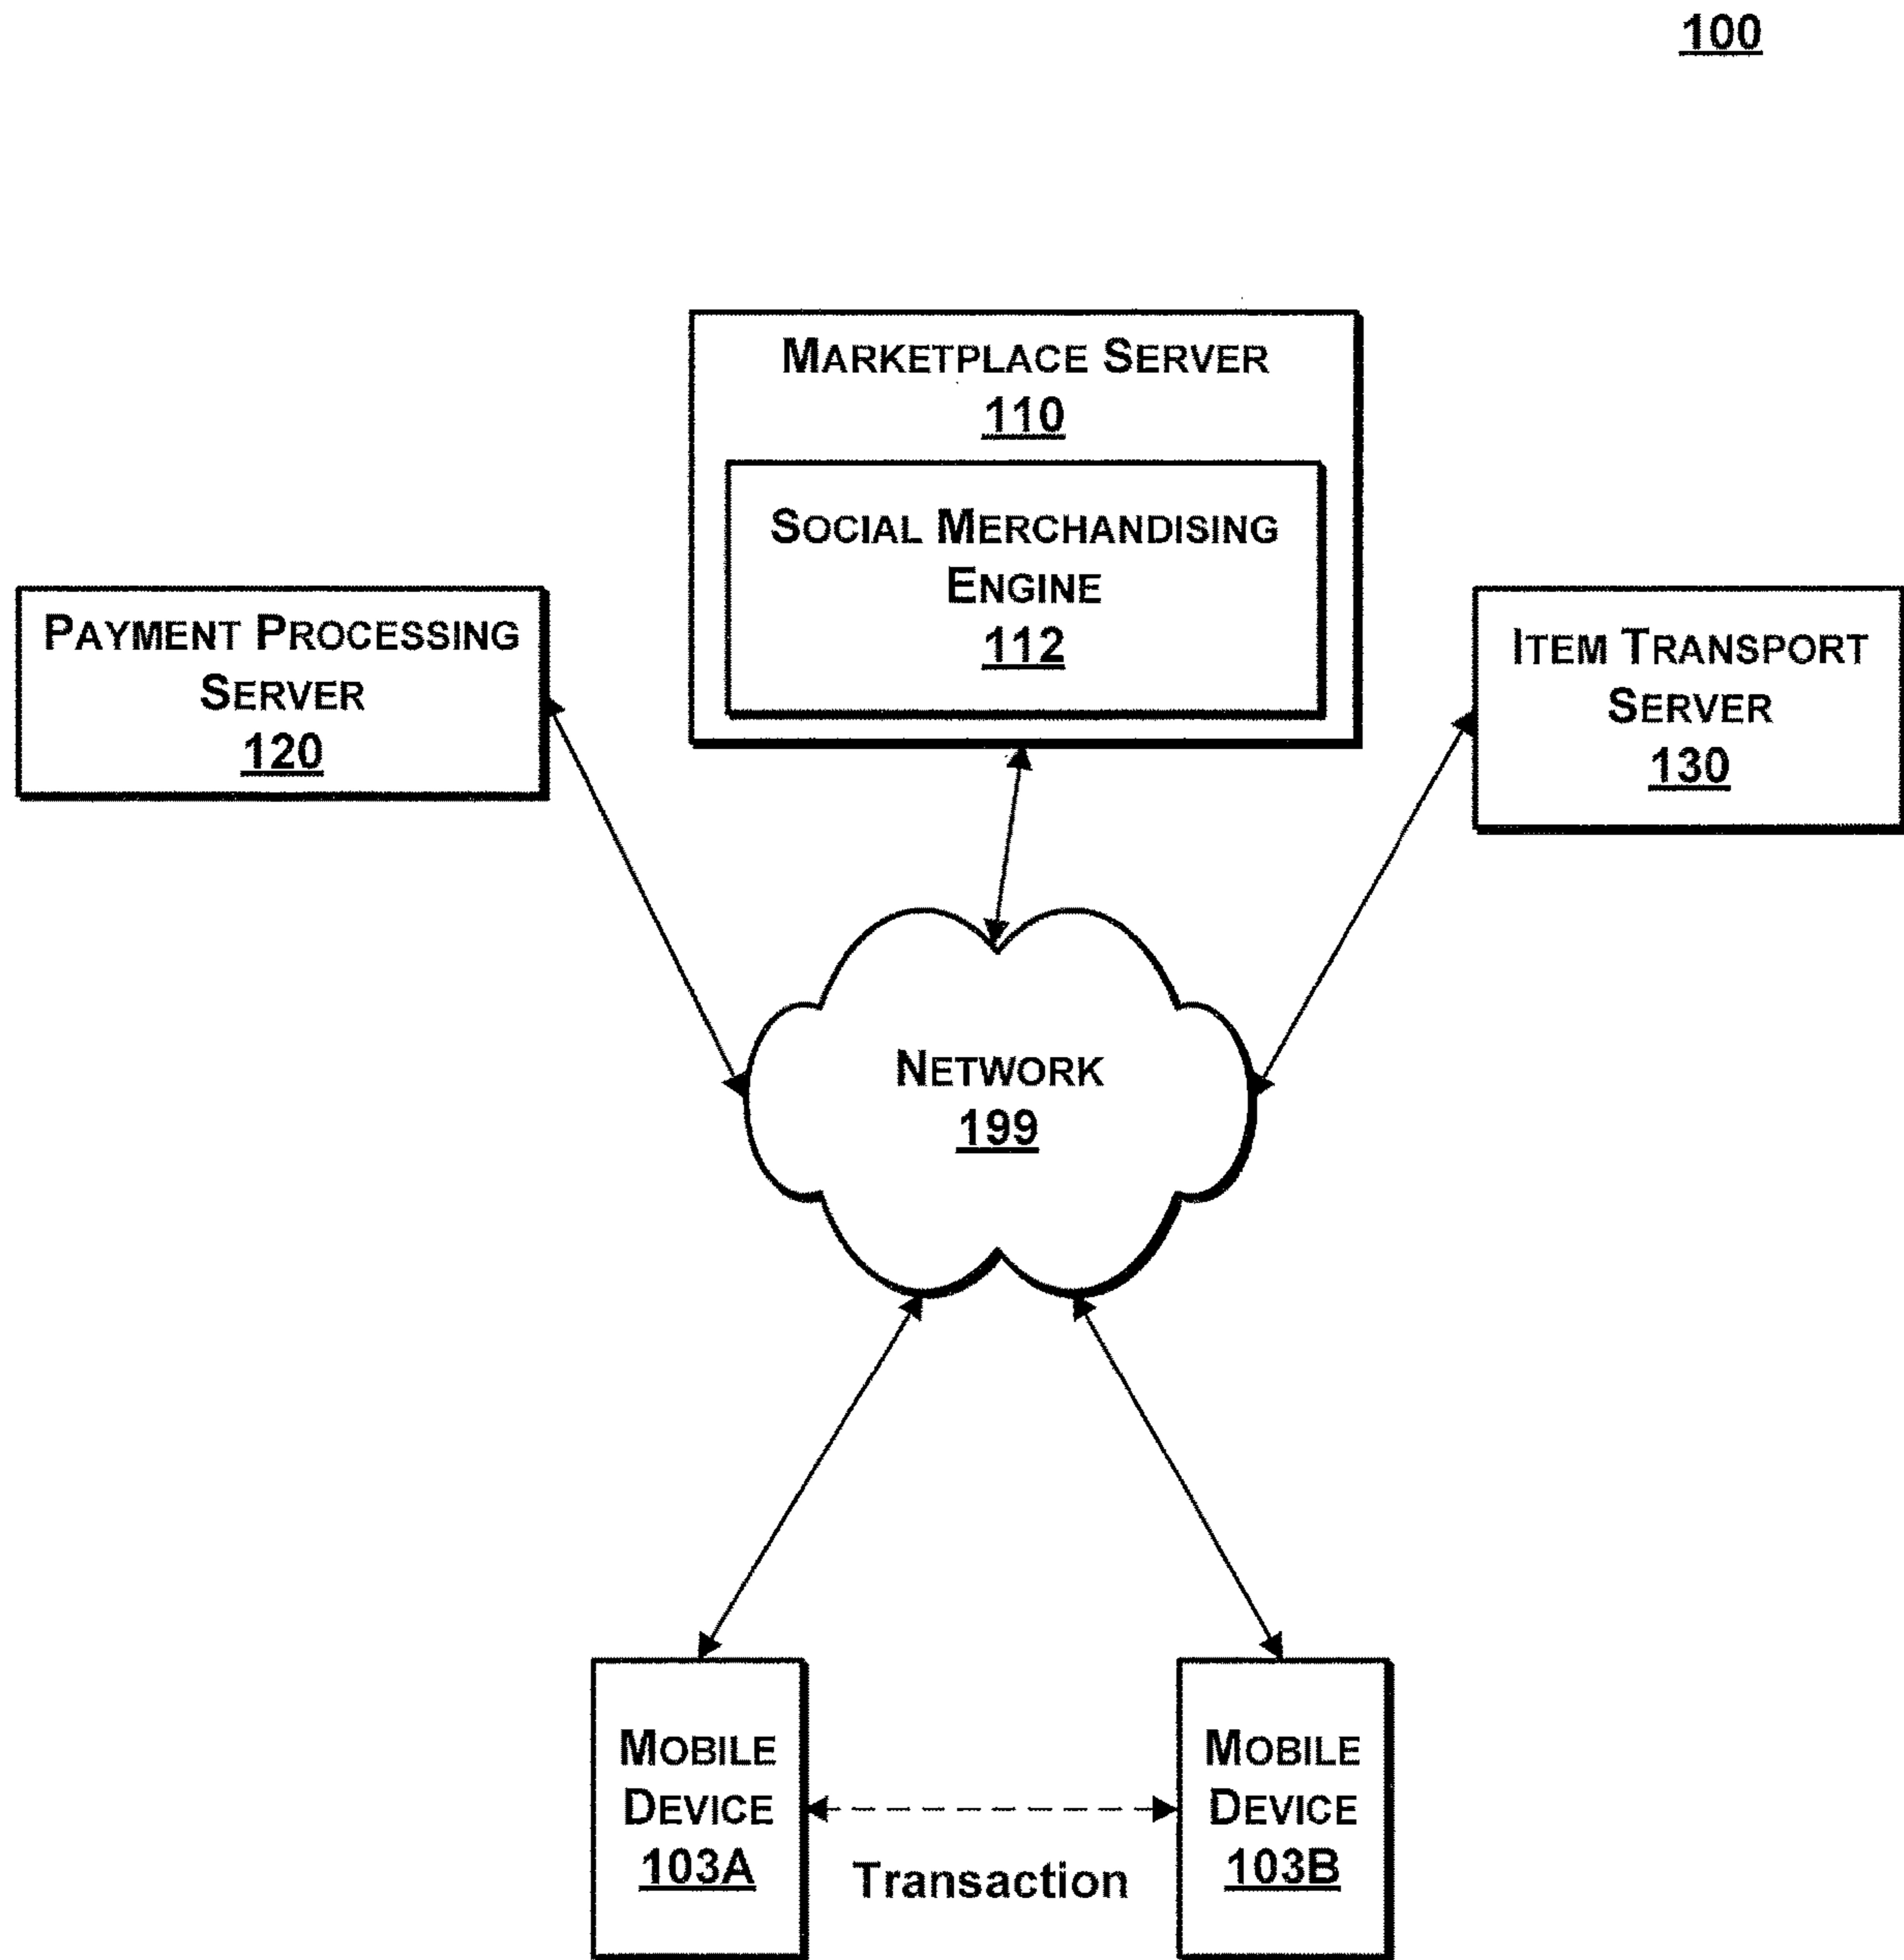 100
MARKETPLACE SERVER
110
SOCIAL MERCHANDISING
ENGINE
112
PAYMENT PROCESSING
SERVER
120
ITEM TRANSPORT
SERVER
130
NETWORK
199
MOBILE
DEVICE
103A
Transaction
MOBILE
DEVICE
103B